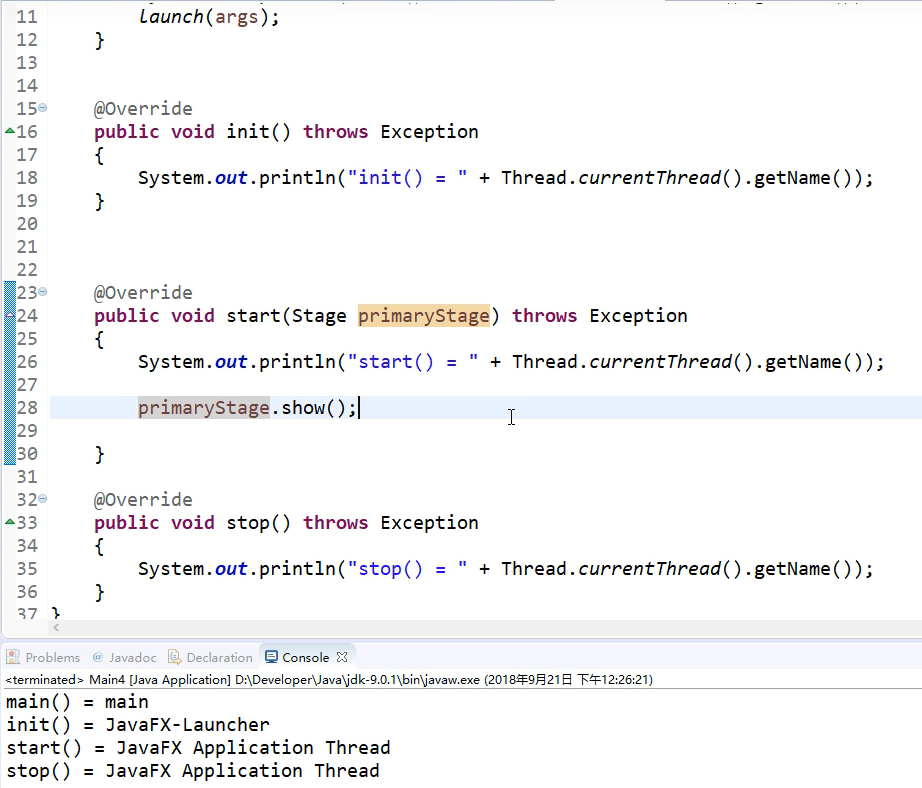 11 launch(args);
12 }
13
14
15 @Override
16 public void init() throws Exception
17 {
18 System.out.println("init() = " + Thread.currentThread().getName());
19 }
20
21
22
23 @Override
24 public void start(Stage primaryStage) throws Exception
25 {
26 System.out.println("start() = " + Thread.currentThread().getName());
27
28 primaryStage.show();
29
30 }
31
32 @Override
33 public void stop() throws Exception
34 {
35 System.out.println("stop() = " + Thread.currentThread().getName());
36 }
37 }
Problems @ Javadoc Declaration Console
<terminated> Main4 [Java Application] D:\Developer\Java\jdk-9.0.1\bin\javaw.exe (2018年9月21日 下午12:26:21)
main() = main
init() = JavaFX-Launcher
start() = JavaFX Application Thread
stop() = JavaFX Application Thread